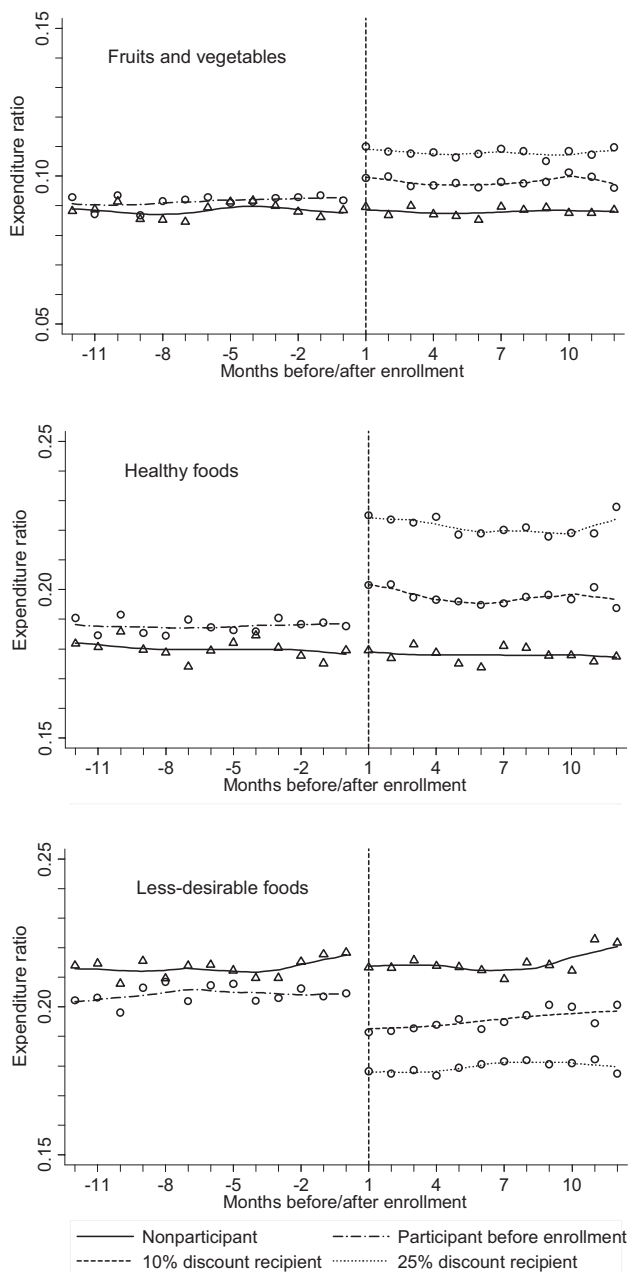 0.15
Fruits and vegetables
0.10
Expenditure ratio
0.05
-11 -8 -5 -2 1 4 7 10
Months before/after enrollment
0.25
Healthy foods
0.20
Expenditure ratio
0.15
-11 -8 -5 -2 1 4 7 10
Months before/after enrollment
0.25
Less-desirable foods
0.20
Expenditure ratio
0.15
-11 -8 -5 -2 1 4 7 10
Months before/after enrollment
Nonparticipant Participant before enrollment
10% discount recipient 25% discount recipient